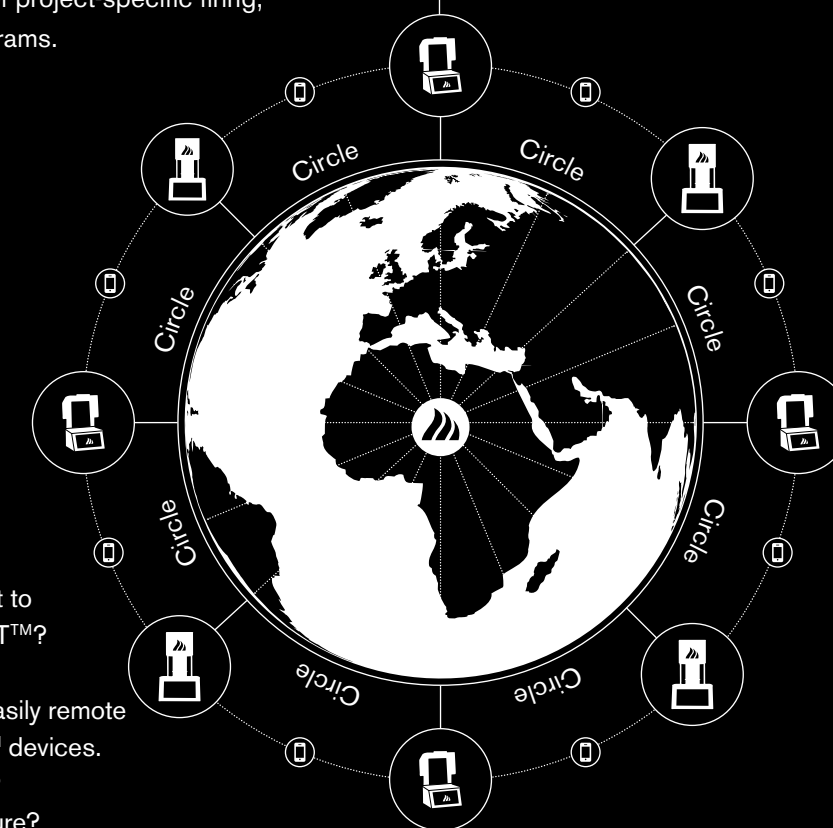 project specific firing,
rams.
Circle
Circle
Circle
Circle
Circle
Circle
Circle
Circle
t to
T™?
asily remote
devices.
ure?